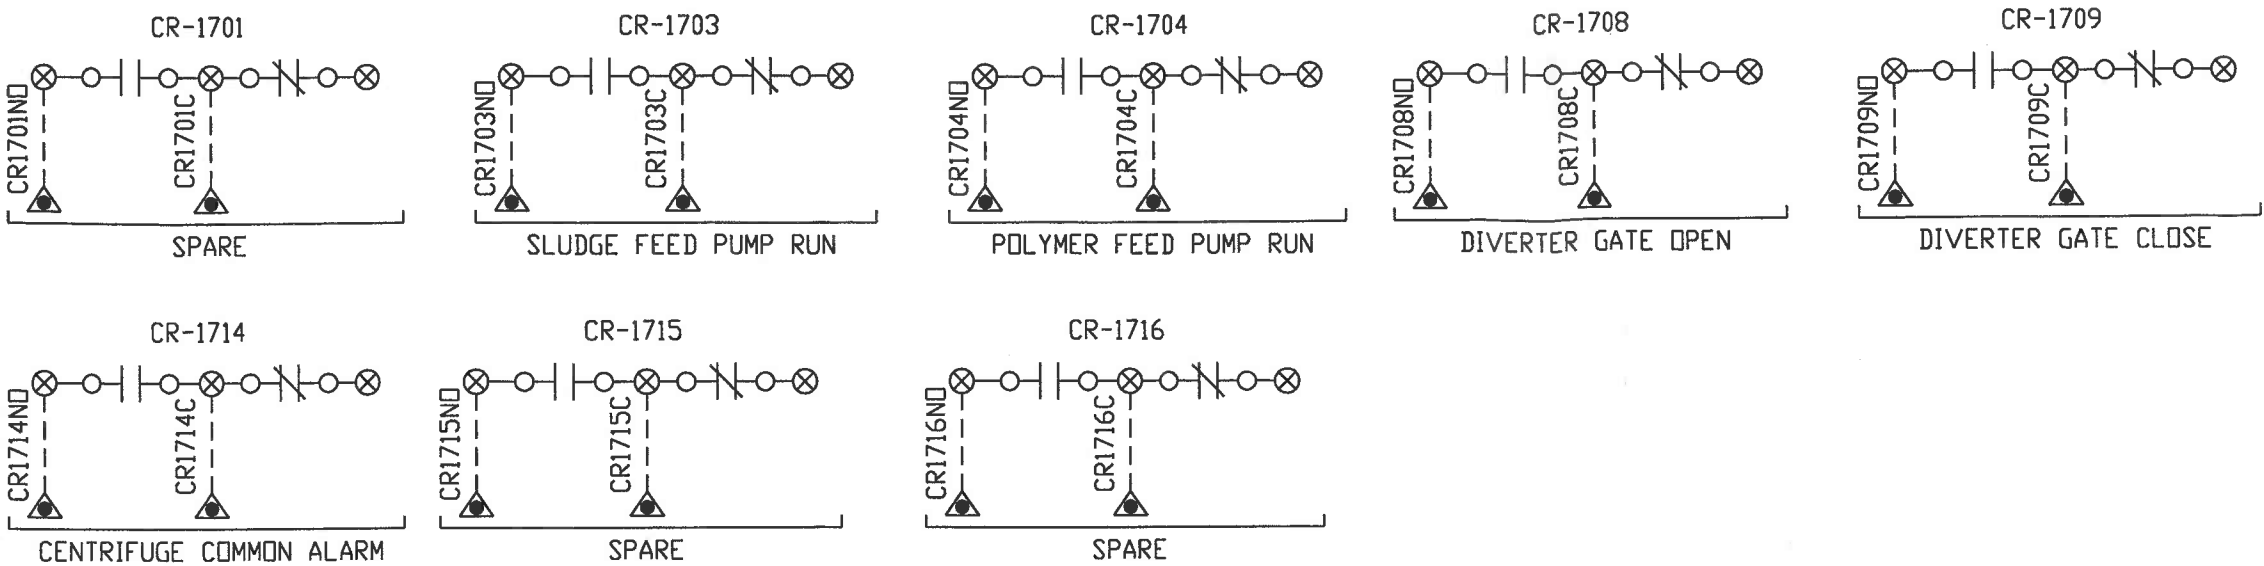 CR-1701
CR-1703
CR-1704
CR-1708
CR-1709
CR1701NO
CR1701C
CR1703NO
CR1703C
CR1704NO
CR1704C
CR1708NO
CR1708C
CR1709NO
CR1709C
SPARE
SLUDGE FEED PUMP RUN
POLYMER FEED PUMP RUN
DIVERTER GATE OPEN
DIVERTER GATE CLOSE
CR-1714
CR-1715
CR-1716
CR1714NO
CR1714C
CR1715NO
CR1715C
CR1716NO
CR1716C
CENTRIFUGE COMMON ALARM
SPARE
SPARE